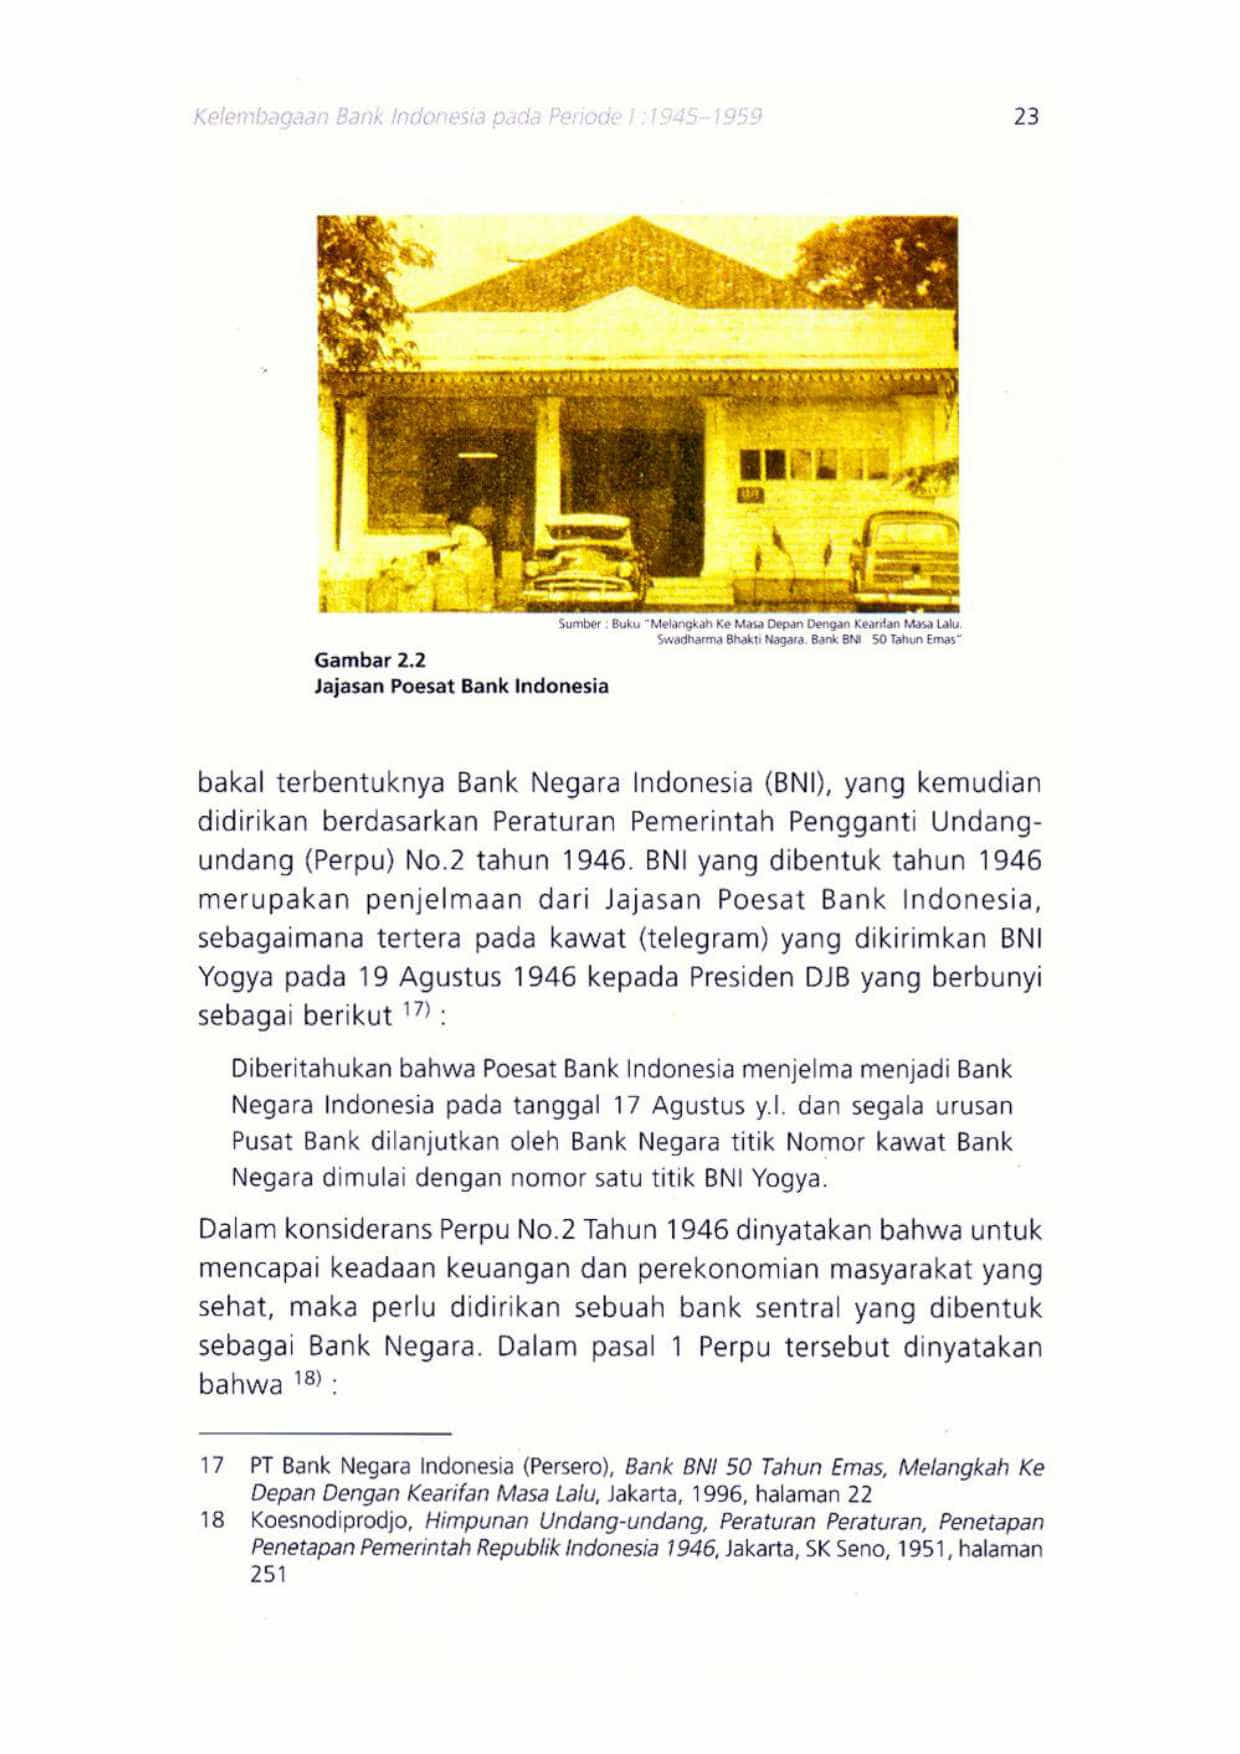 Kelembagaan Bank Indonesia pada Periode I :1945–1959 23
Sumber : Buku "Melangkah Ke Masa Depan Dengan Kearifan Masa Lalu.
Swadharma Bhakti Nagara. Bank BNI 50 Tahun Emas"
Gambar 2.2
Jajasan Poesat Bank Indonesia
bakal terbentuknya Bank Negara Indonesia (BNI), yang kemudian
didirikan berdasarkan Peraturan Pemerintah Pengganti Undang-
undang (Perpu) No.2 tahun 1946. BNI yang dibentuk tahun 1946
merupakan penjelmaan dari Jajasan Poesat Bank Indonesia,
sebagaimana tertera pada kawat (telegram) yang dikirimkan BNI
Yogya pada 19 Agustus 1946 kepada Presiden DJB yang berbunyi
sebagai berikut 17) :
Diberitahukan bahwa Poesat Bank Indonesia menjelma menjadi Bank
Negara Indonesia pada tanggal 17 Agustus y.l. dan segala urusan
Pusat Bank dilanjutkan oleh Bank Negara titik Nomor kawat Bank
Negara dimulai dengan nomor satu titik BNI Yogya.
Dalam konsiderans Perpu No.2 Tahun 1946 dinyatakan bahwa untuk
mencapai keadaan keuangan dan perekonomian masyarakat yang
sehat, maka perlu didirikan sebuah bank sentral yang dibentuk
sebagai Bank Negara. Dalam pasal 1 Perpu tersebut dinyatakan
bahwa 18) :
17 PT Bank Negara Indonesia (Persero), Bank BNI 50 Tahun Emas, Melangkah Ke
Depan Dengan Kearifan Masa Lalu, Jakarta, 1996, halaman 22
18 Koesnodiprodjo, Himpunan Undang-undang, Peraturan Peraturan, Penetapan
Penetapan Pemerintah Republik Indonesia 1946, Jakarta, SK Seno, 1951, halaman
251